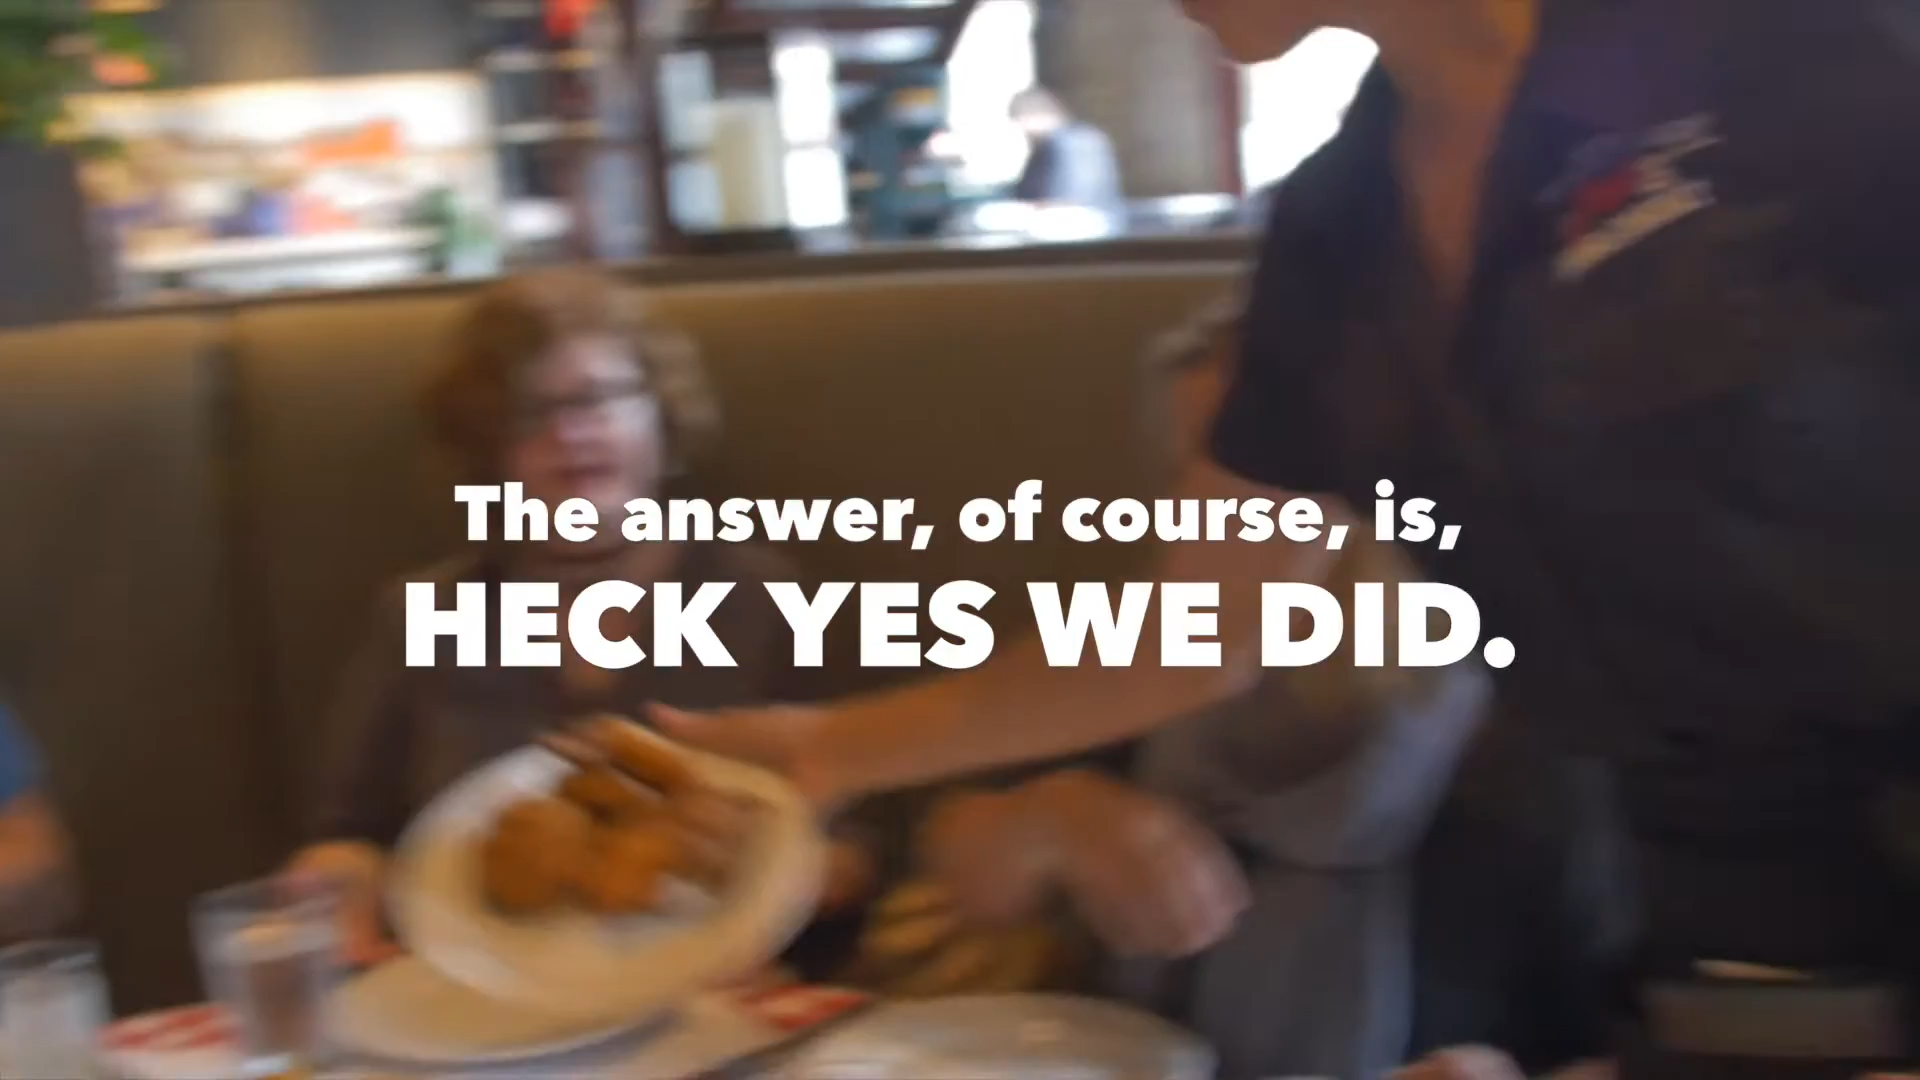 The answer, of course, is,
HECK YES WE DID.